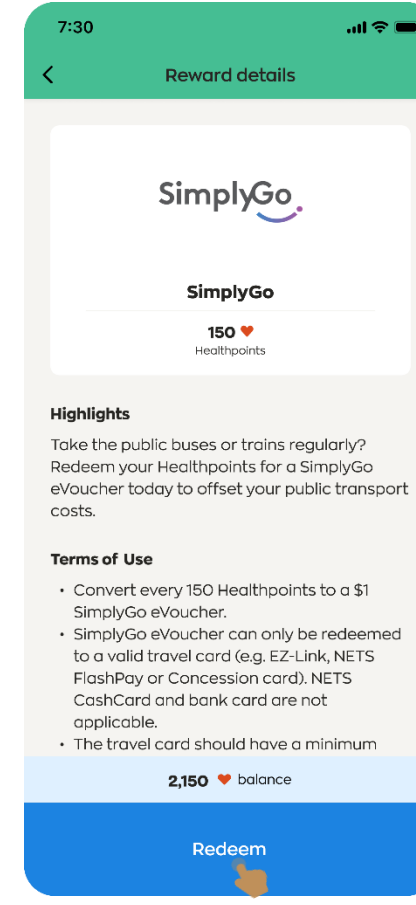 7:30
Reward details
SimplyGo
SimplyGo
150
Healthpoints
Highlights
Take the public buses or trains regularly?
Redeem your Healthpoints for a SimplyGo
eVoucher today to offset your public transport
costs.
Terms of Use
• Convert every 150 Healthpoints to a $1
SimplyGo eVoucher.
• SimplyGo eVoucher can only be redeemed
to a valid travel card (e.g. EZ-Link, NETS
FlashPay or Concession card). NETS
CashCard and bank card are not
applicable.
• The travel card should have a minimum
2,150 balance
Redeem